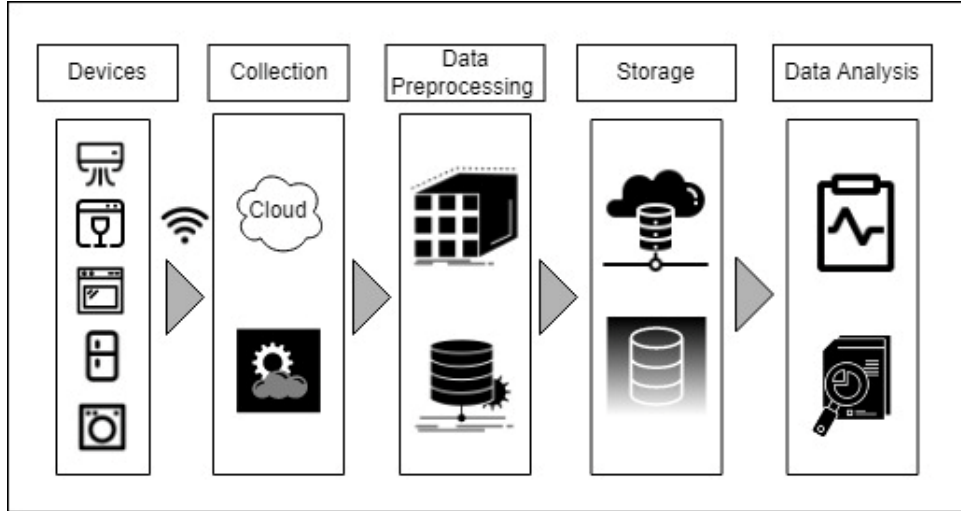 Devices
Collection
Data
Preprocessing
Storage
Data Analysis
Cloud